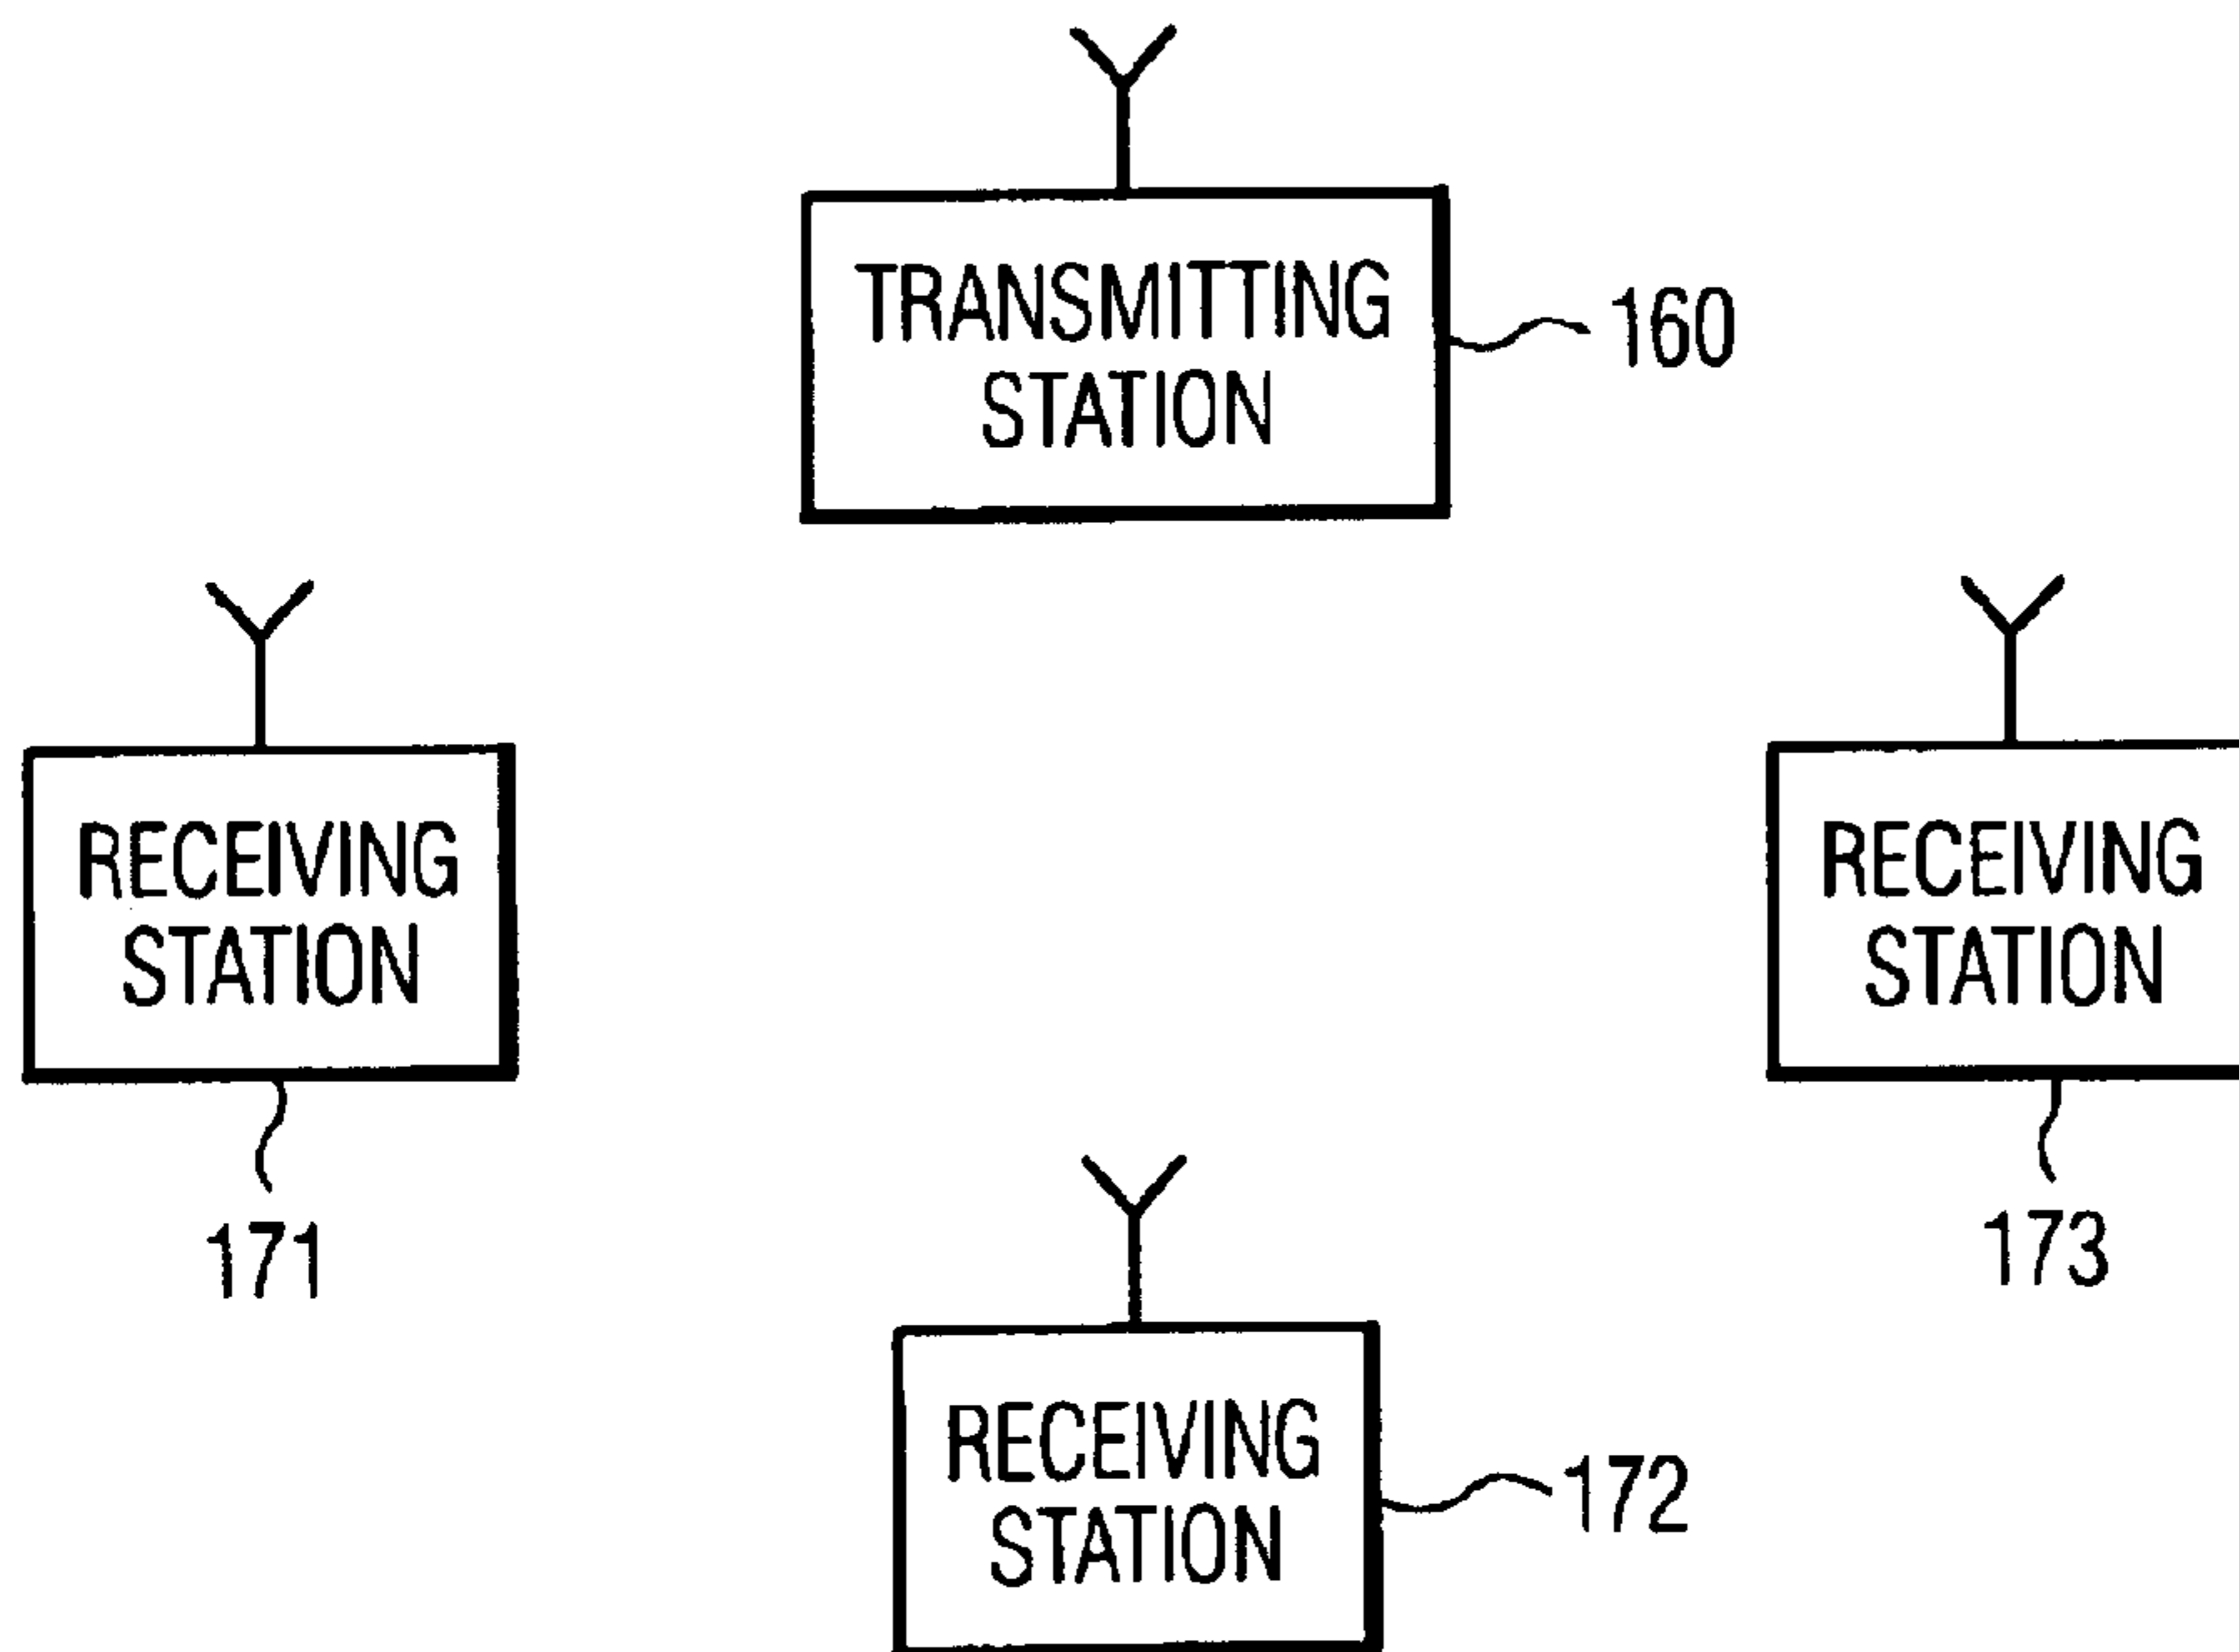 TRANSMITTING
STATION
160
RECEIVING
STATION
171
RECEIVING
STATION
173
RECEIVING
STATION
172